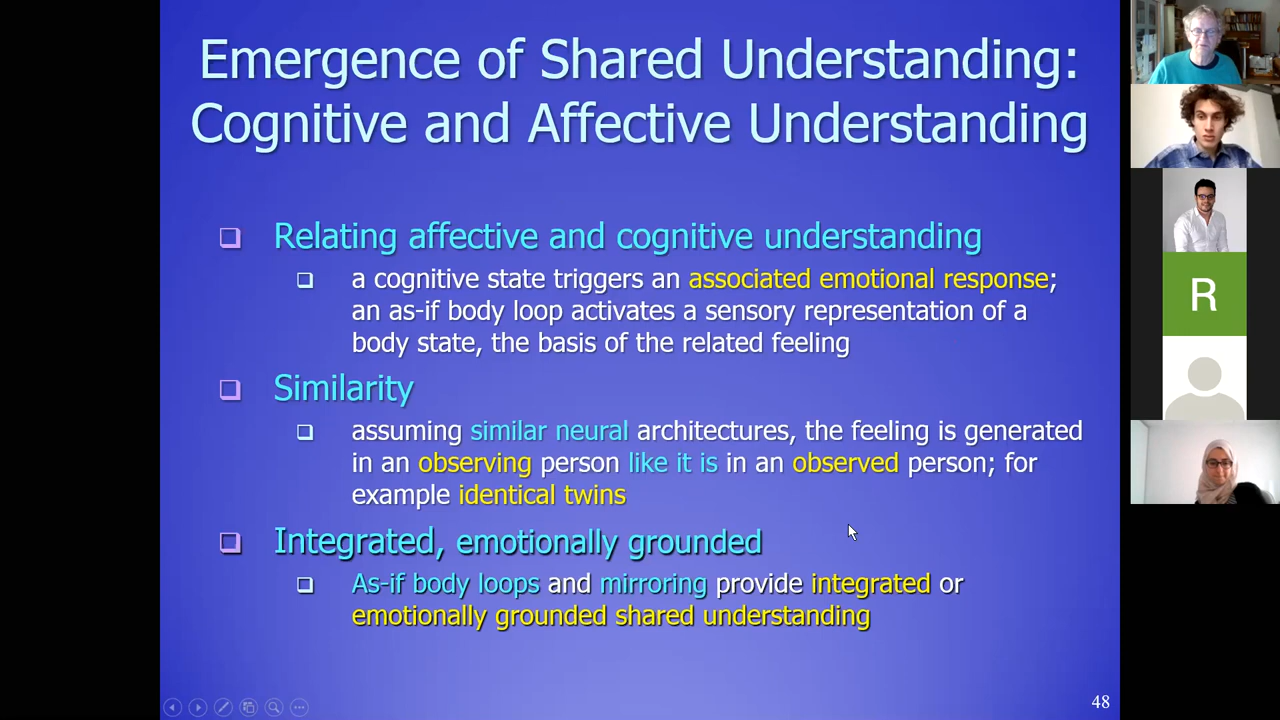 Emergence of Shared Understanding:
Cognitive and Affective Understanding
Relating affective and cognitive understanding
a cognitive state triggers an associated emotional response;
an as-if body loop activates a sensory representation of a
body state, the basis of the related feeling
Similarity
assuming similar neural architectures, the feeling is generated
in an observing person like it is in an observed person; for
example identical twins
Integrated, emotionally grounded
As-if body loops and mirroring provide integrated or
emotionally grounded shared understanding
48
R